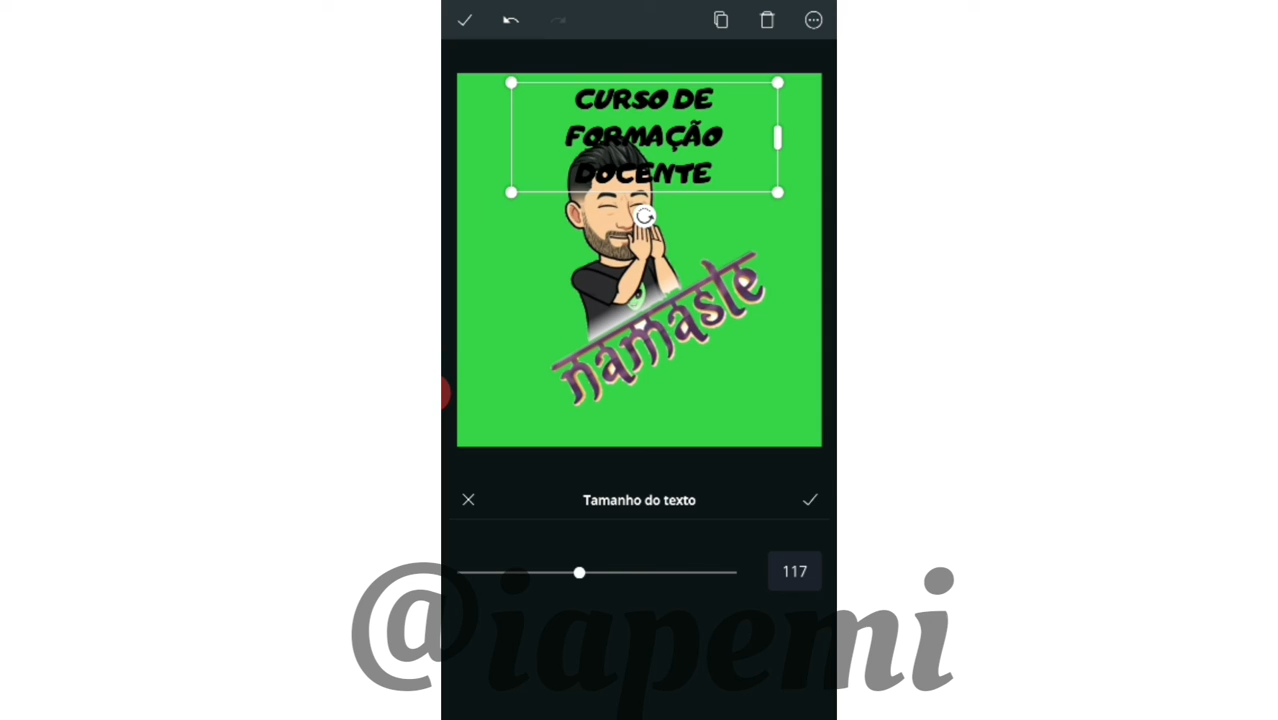 CURSO DE
FORMAÇÃO
DOCENTE
namaste
Tamanho do texto
117
@iapemi